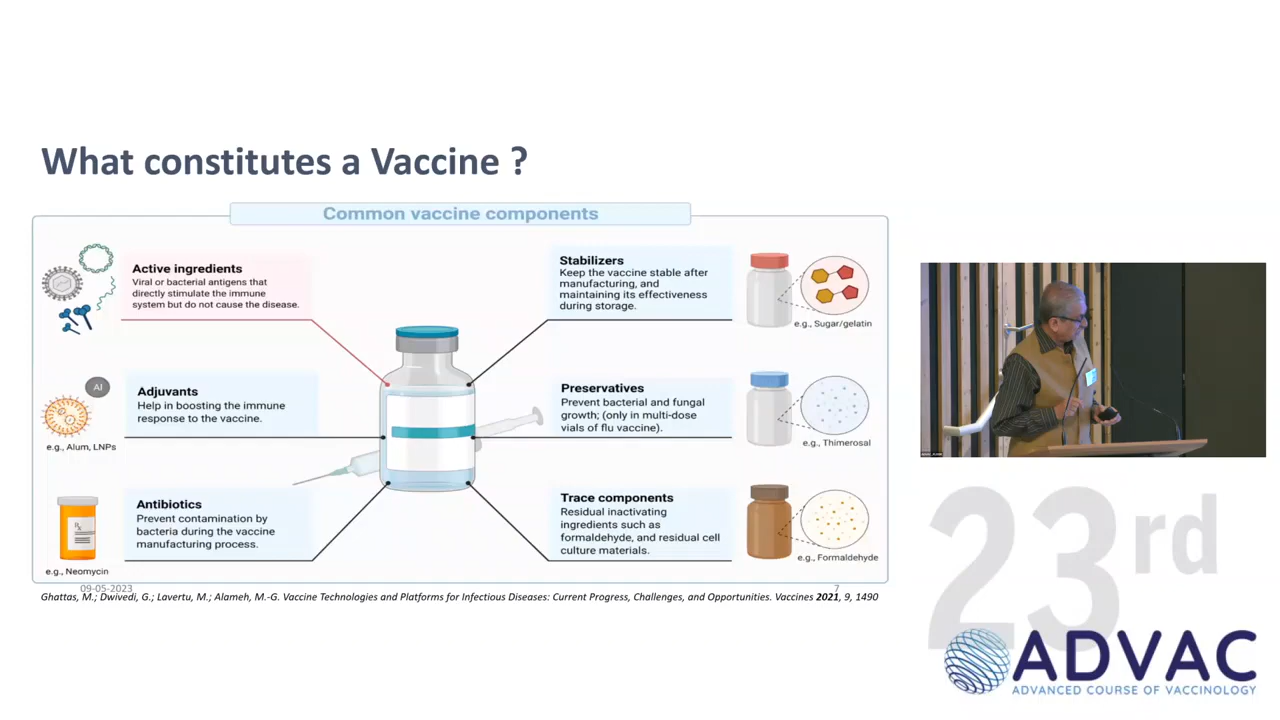 What constitutes a Vaccine ?
Common vaccine components
Active ingredients
Viral or bacterial antigens that
directly stimulate the immune
system but do not cause the disease.
Al
Adjuvants
Help in boosting the immune
response to the vaccine.
e.g., Alum, LNPs
Antibiotics
Prevent contamination by
bacteria during the vaccine
manufacturing process.
e.g., Neomycin
Stabilizers
Keep the vaccine stable after
manufacturing, and
maintaining its effectiveness
during storage.
e.g., Sugar/gelatin
Preservatives
Prevent bacterial and fungal
growth; (only in multi-dose
vials of flu vaccine).
e.g., Thimerosal
Trace components
Residual inactivating
ingredients such as
formaldehyde, and residual cell
culture materials.
e.g., Formaldehyde
09-05-2023
7
Ghattas, M.; Dwivedi, G.; Lavertu, M.; Alameh, M.-G. Vaccine Technologies and Platforms for Infectious Diseases: Current Progress, Challenges, and Opportunities. Vaccines 2021, 9, 1490
23rd
ADVAC
ADVANCED COURSE OF VACCINOLOGY